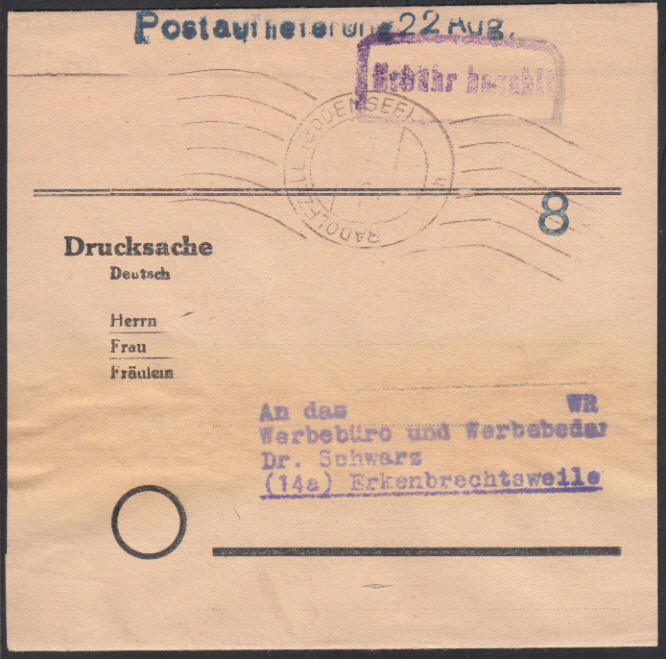 Postauflieferung 22 Aug.
Gebühr bezahlt
RADOLFZELL (BODENSEE)
h
8
Drucksache
Deutsch
Herrn
Frau
Fräulein
An das WR
Werbebüro und Werbebedar
Dr. Schwarz
(14a) Erkenbrechtsweile